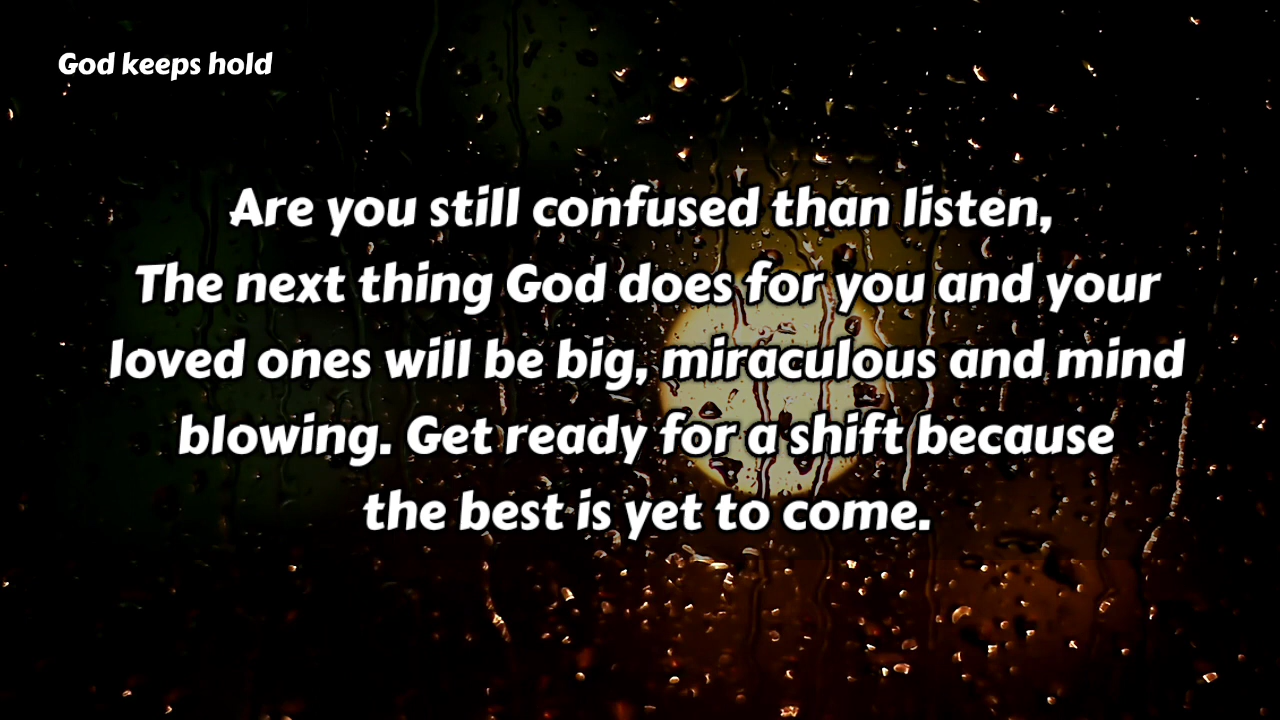 God keeps hold
Are you still confused than listen,
The next thing God does for you and your
loved ones will be big, miraculous and mind
blowing. Get ready for a shift because
the best is yet to come.